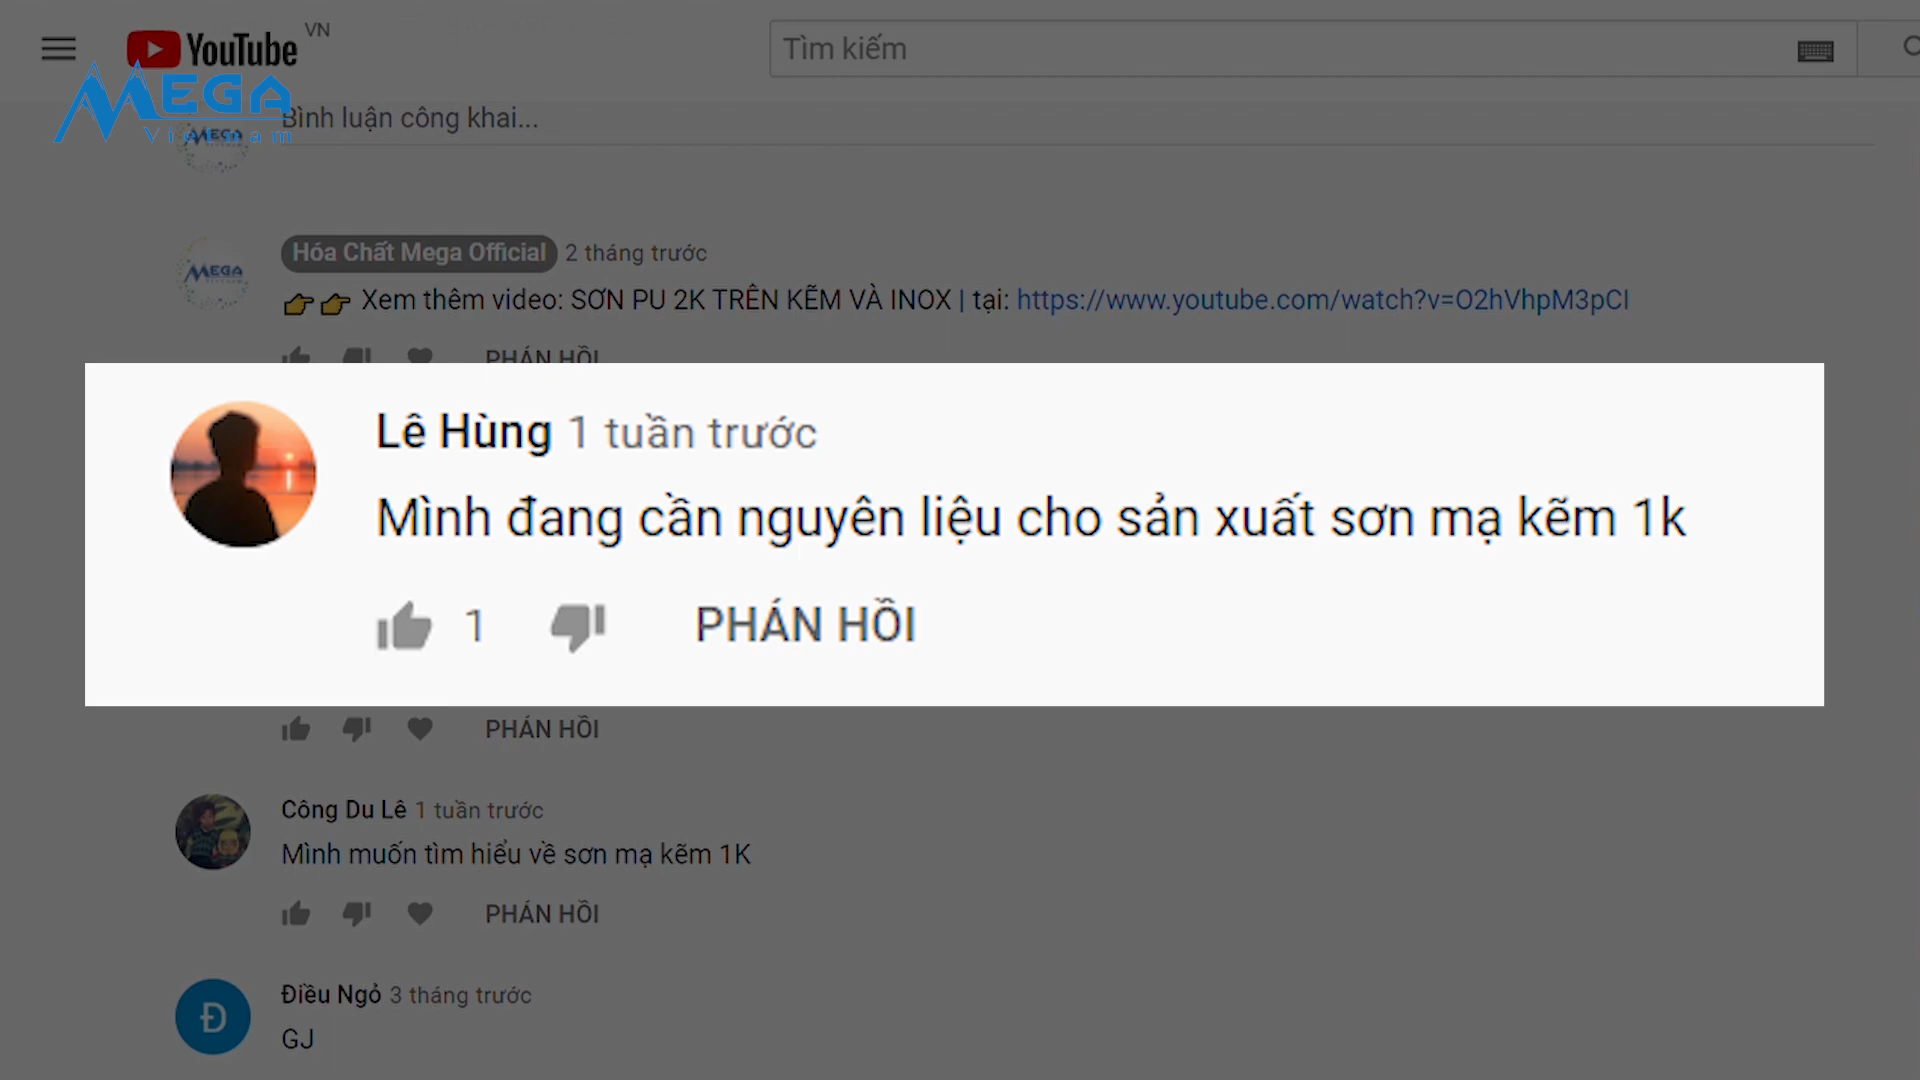 YouTube VN
Tìm kiếm
MEGA
Vietnam
MEGA
Bình luận công khai...
MEGA
Hóa Chất Mega Official 2 tháng trước
👉👉 Xem thêm video: SƠN PU 2K TRÊN KẼM VÀ INOX | tại: https://www.youtube.com/watch?v=O2hVhpM3pCI
PHẢN HỒI
Lê Hùng 1 tuần trước
Mình đang cần nguyên liệu cho sản xuất sơn mạ kẽm 1k
1 PHẢN HỒI
PHẢN HỒI
Công Du Lê 1 tuần trước
Mình muốn tìm hiểu về sơn mạ kẽm 1K
PHẢN HỒI
Đ
Điều Ngỏ 3 tháng trước
GJ